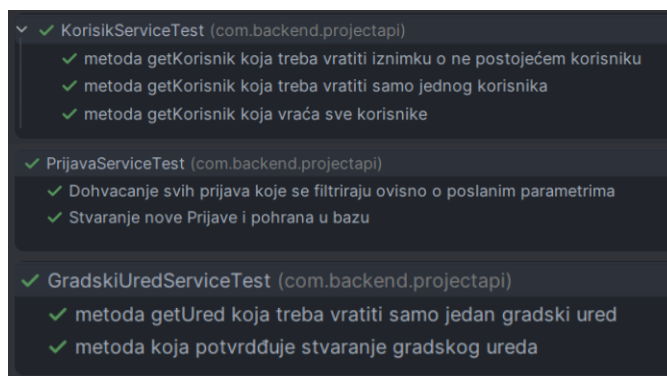 KorisikServiceTest (com.backend.projectapi)
metoda getKorisnik koja treba vratiti iznimku o ne postojećem korisniku
metoda getKorisnik koja treba vratiti samo jednog korisnika
metoda getKorisnik koja vraća sve korisnike
PrijavaServiceTest (com.backend.projectapi)
Dohvacanje svih prijava koje se filtriraju ovisno o poslanim parametrima
Stvaranje nove Prijave i pohrana u bazu
GradskiUredServiceTest (com.backend.projectapi)
metoda getUred koja treba vratiti samo jedan gradski ured
metoda koja potvrdđuje stvaranje gradskog ureda